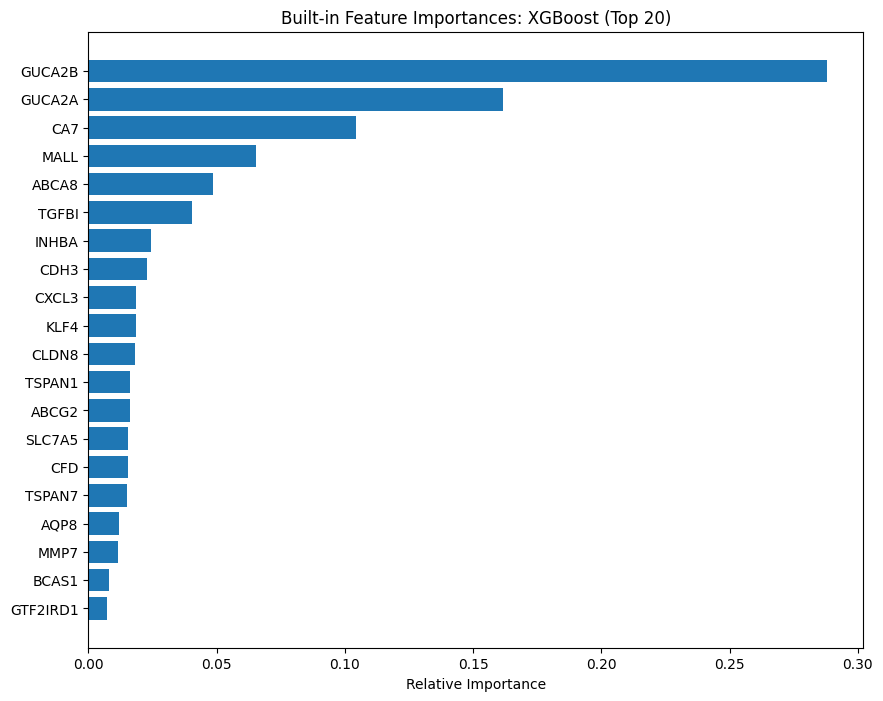 Built-in Feature Importances: XGBoost (Top 20)
GUCA2B
GUCA2A
CA7
MALL
ABCA8
TGFBI
INHBA
CDH3
CXCL3
KLF4
CLDN8
TSPAN1
ABCG2
SLC7A5
CFD
TSPAN7
AQP8
MMP7
BCAS1
GTF2IRD1
0.00 0.05 0.10 0.15 0.20 0.25 0.30
Relative Importance